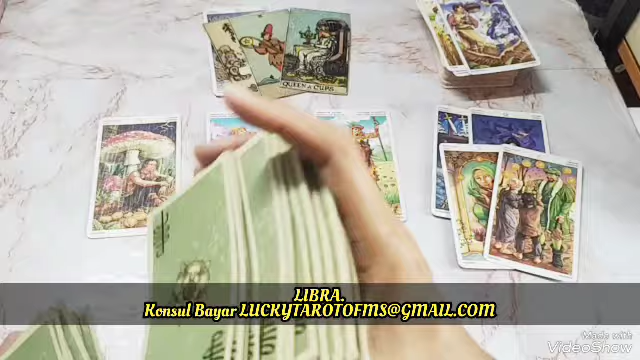 QUEEN of CUPS.
LIBRA.
Konsul Bayar LUCKYTAROTOFMS@GMAIL.COM
Made with
VideoShow